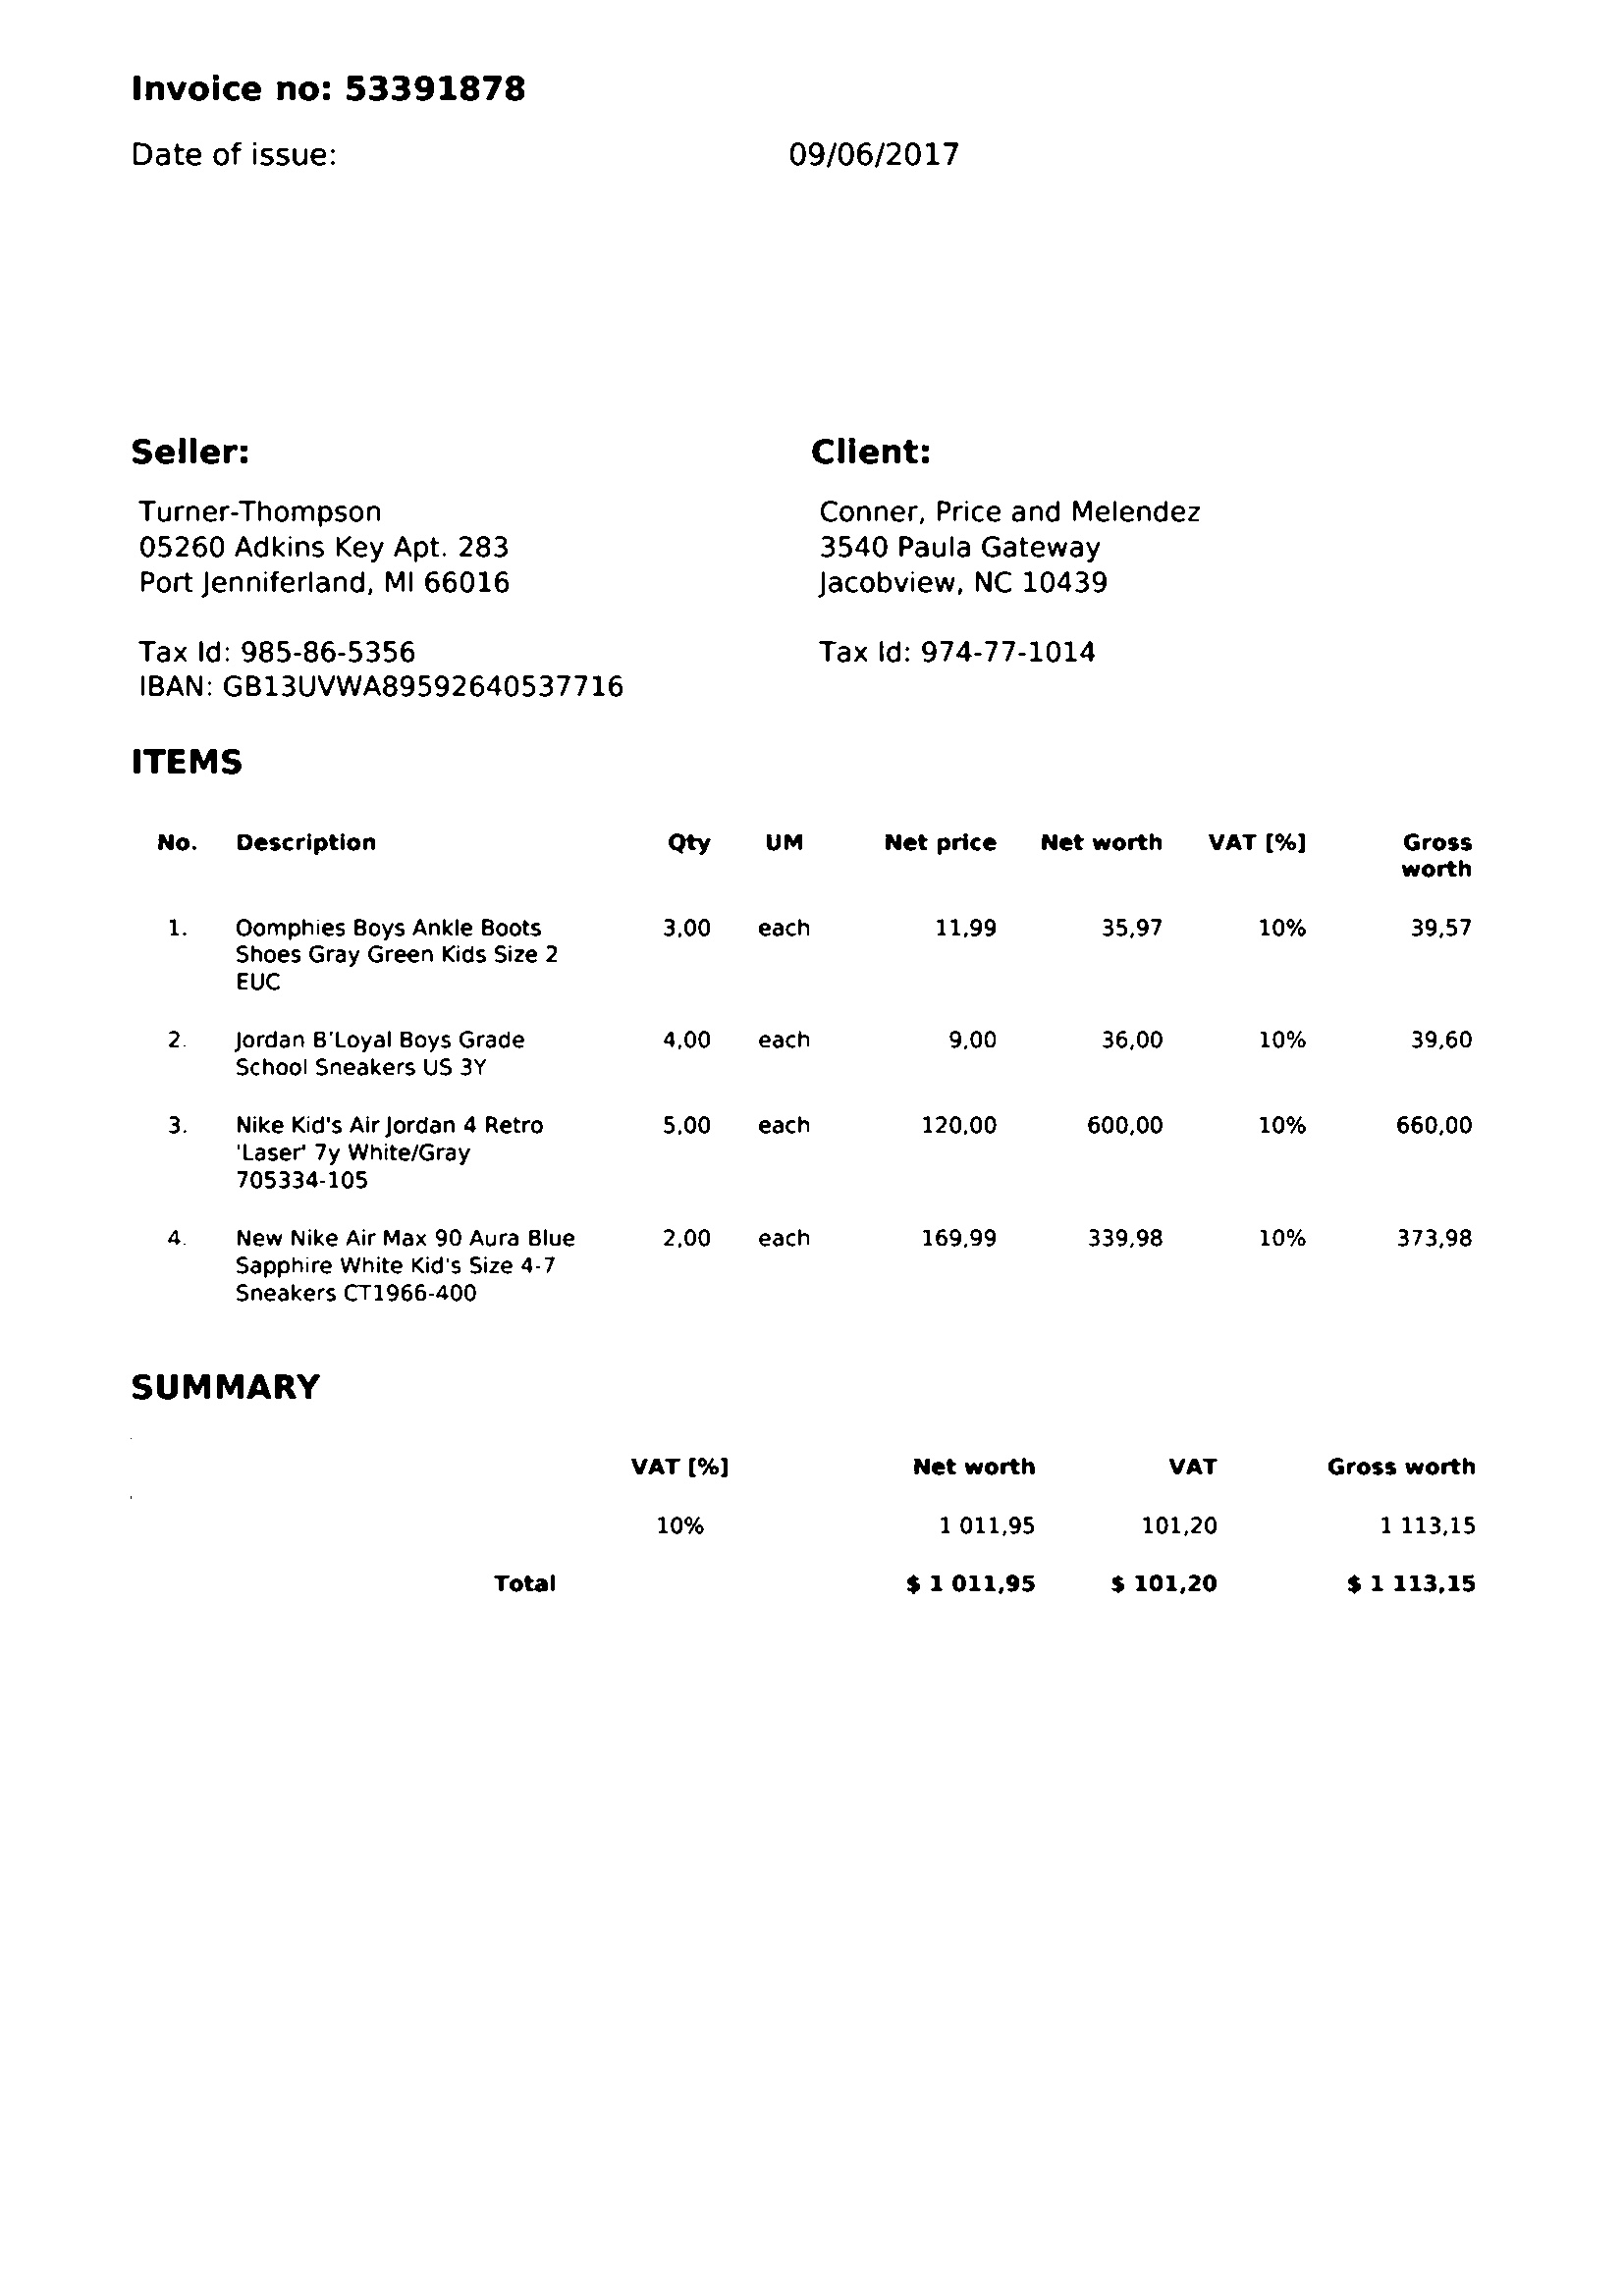 Invoice no: 53391878
Date of issue: 09/06/2017
Seller:
Turner-Thompson
05260 Adkins Key Apt. 283
Port Jenniferland, MI 66016
Tax Id: 985-86-5356
IBAN: GB13UVWA89592640537716
Client:
Conner, Price and Melendez
3540 Paula Gateway
Jacobview, NC 10439
Tax Id: 974-77-1014
ITEMS
No. Description Qty UM Net price Net worth VAT [%] Gross
worth
1. Oomphies Boys Ankle Boots 3,00 each 11,99 35,97 10% 39,57
Shoes Gray Green Kids Size 2
EUC
2. Jordan B'Loyal Boys Grade 4,00 each 9,00 36,00 10% 39,60
School Sneakers US 3Y
3. Nike Kid's Air Jordan 4 Retro 5,00 each 120,00 600,00 10% 660,00
'Laser' 7y White/Gray
705334-105
4. New Nike Air Max 90 Aura Blue 2,00 each 169,99 339,98 10% 373,98
Sapphire White Kid's Size 4-7
Sneakers CT1966-400
SUMMARY
VAT [%] Net worth VAT Gross worth
10% 1 011,95 101,20 1 113,15
Total $ 1 011,95 $ 101,20 $ 1 113,15